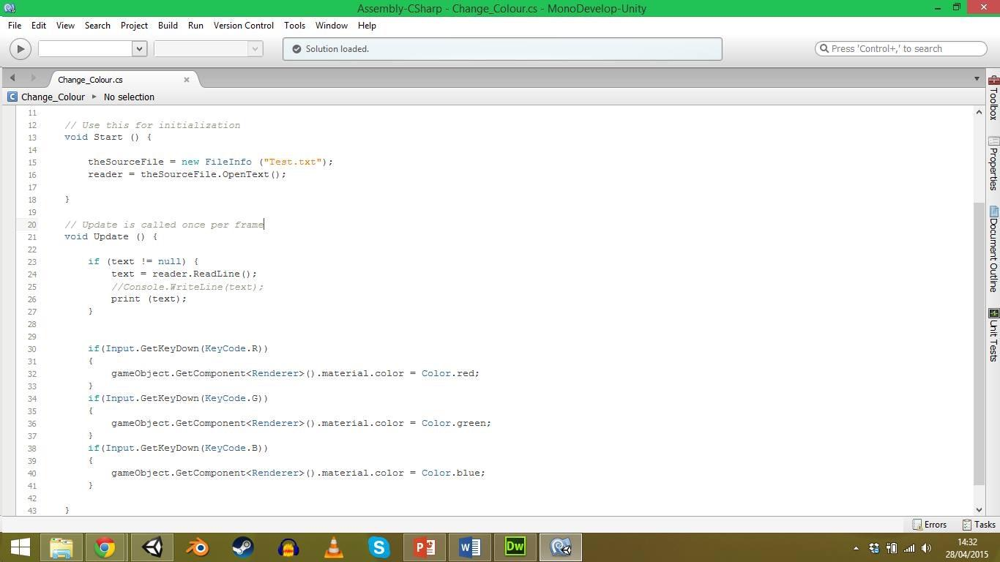 Assembly-CSharp - Change_Colour.cs - MonoDevelop-Unity
File Edit View Search Project Build Run Version Control Tools Window Help
Solution loaded.
Press 'Control+,' to search
Change_Colour.cs
Change_Colour No selection
11
12 // Use this for initialization
13 void Start () {
14
15 theSourceFile = new FileInfo ("Test.txt");
16 reader = theSourceFile.OpenText();
17
18 }
19
20 // Update is called once per frame
21 void Update () {
22
23 if (text != null) {
24 text = reader.ReadLine();
25 //Console.WriteLine(text);
26 print (text);
27 }
28
29
30 if(Input.GetKeyDown(KeyCode.R))
31 {
32 gameObject.GetComponent<Renderer>().material.color = Color.red;
33 }
34 if(Input.GetKeyDown(KeyCode.G))
35 {
36 gameObject.GetComponent<Renderer>().material.color = Color.green;
37 }
38 if(Input.GetKeyDown(KeyCode.B))
39 {
40 gameObject.GetComponent<Renderer>().material.color = Color.blue;
41 }
42
43 }
Toolbox
Properties
Document Outline
Unit Tests
Errors Tasks
P W Dw
14:32
28/04/2015